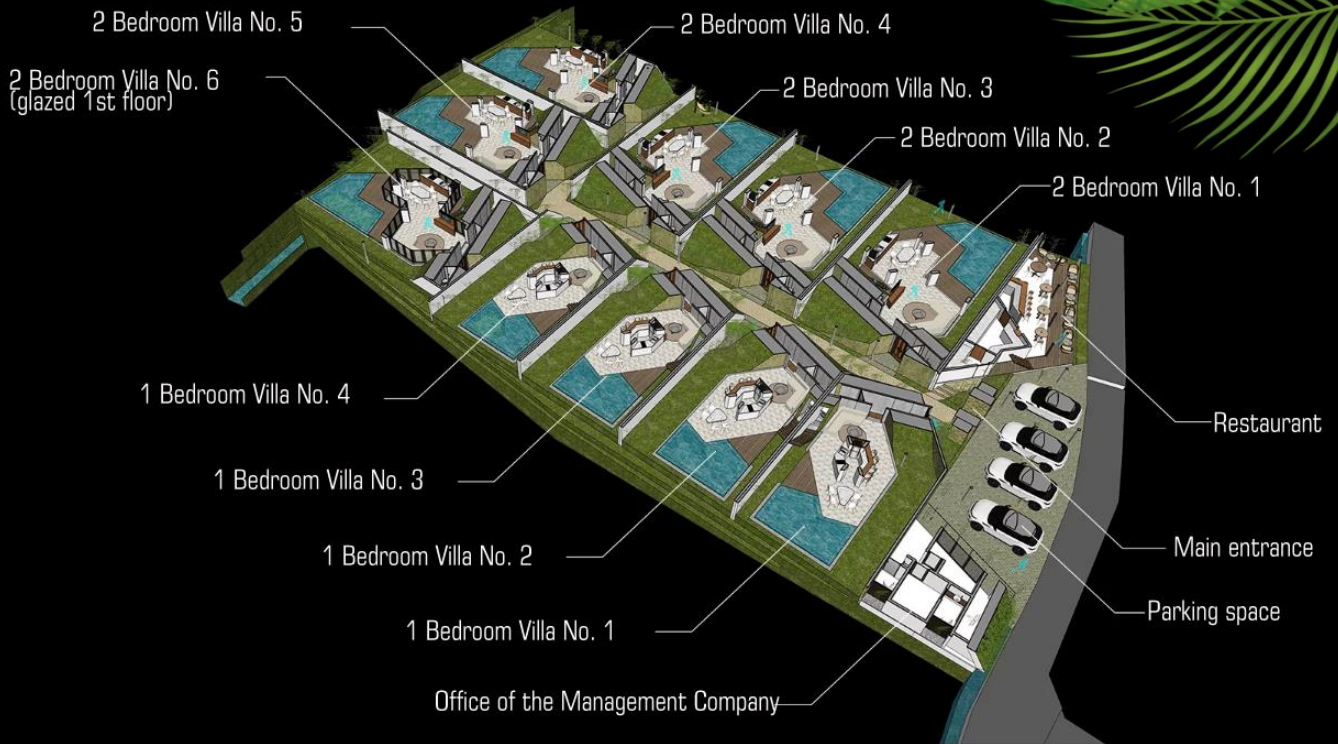 2 Bedroom Villa No. 5
2 Bedroom Villa No. 4
2 Bedroom Villa No. 6
(glazed 1st floor)
2 Bedroom Villa No. 3
2 Bedroom Villa No. 2
2 Bedroom Villa No. 1
1 Bedroom Villa No. 4
Restaurant
1 Bedroom Villa No. 3
1 Bedroom Villa No. 2
Main entrance
Parking space
1 Bedroom Villa No. 1
Office of the Management Company